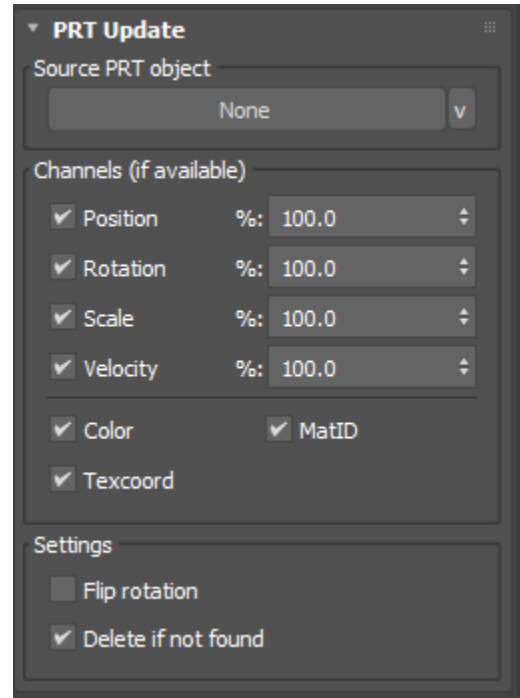 PRT Update
Source PRT object
None v
Channels (if available)
Position %: 100.0
Rotation %: 100.0
Scale %: 100.0
Velocity %: 100.0
Color MatID
Texcoord
Settings
Flip rotation
Delete if not found